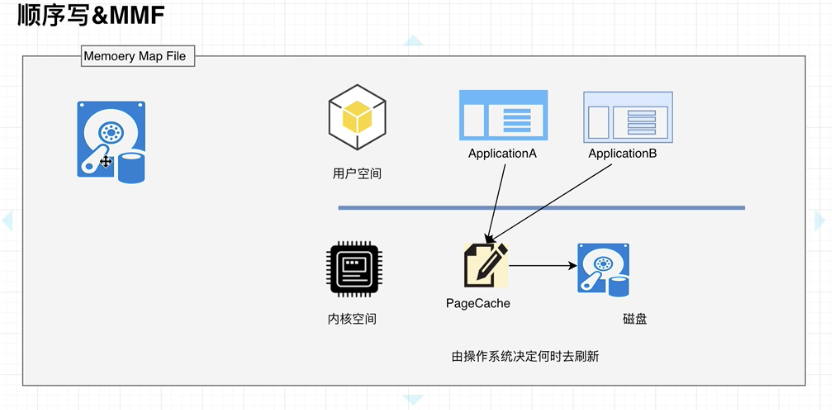 顺序写&MMF
Memoery Map File
用户空间
ApplicationA
ApplicationB
内核空间
PageCache
磁盘
由操作系统决定何时去刷新